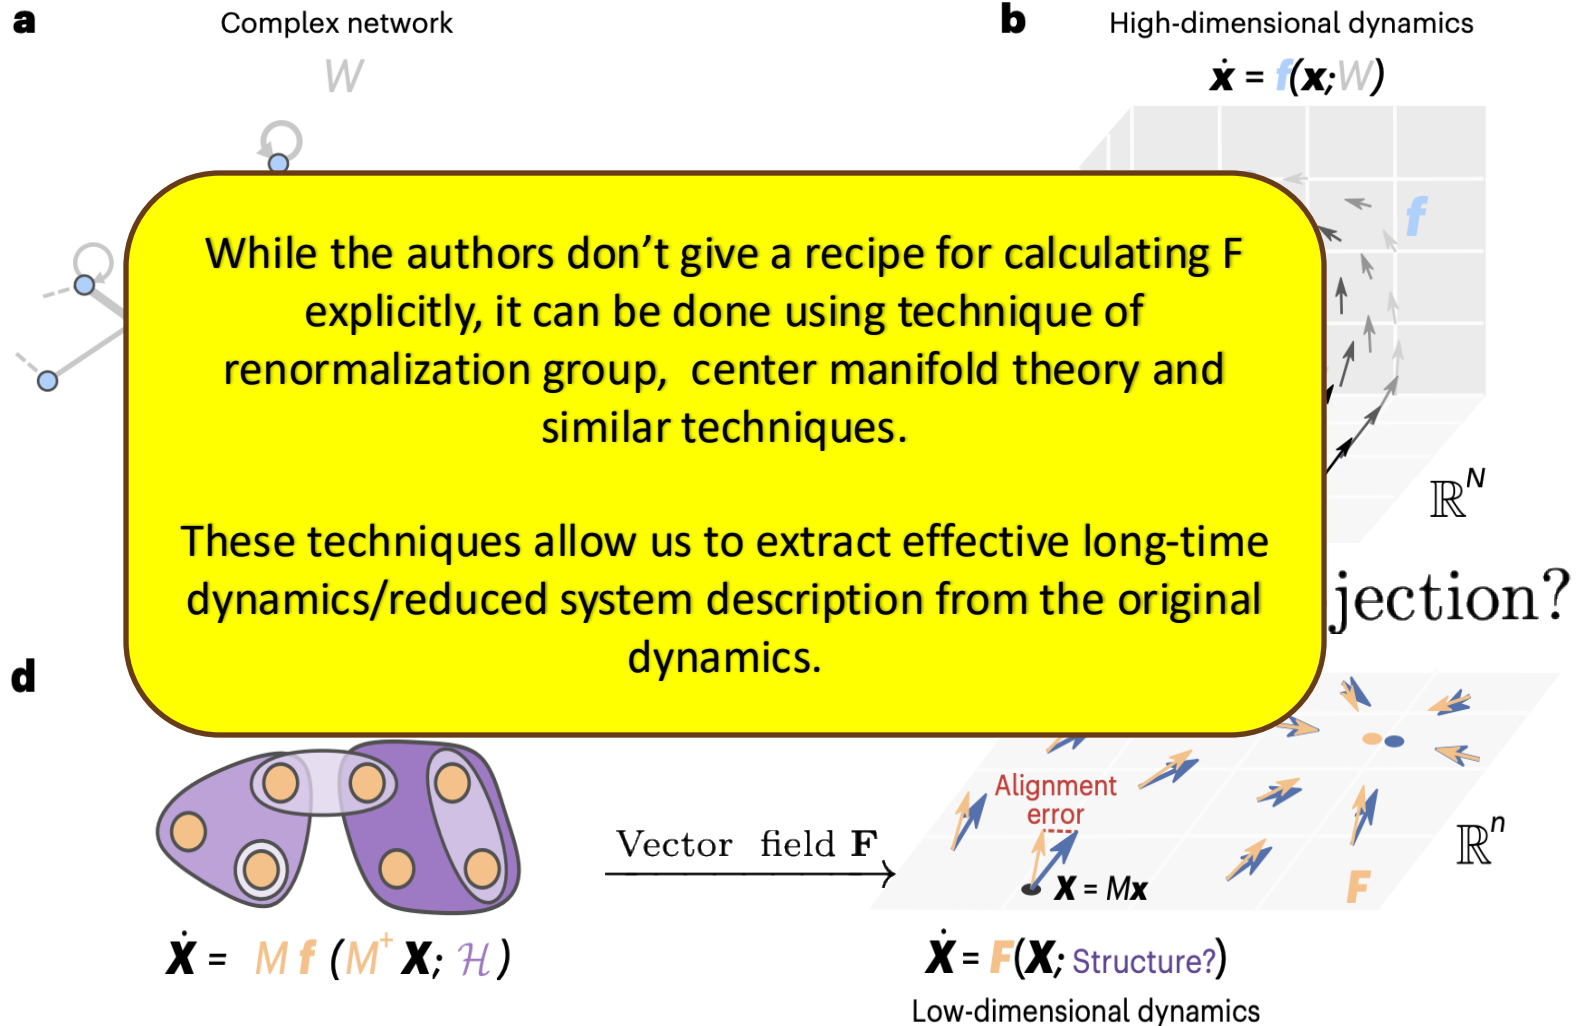 a
Complex network
W
b
High-dimensional dynamics
ẋ = f(x;W)
f
While the authors don’t give a recipe for calculating F
explicitly, it can be done using technique of
renormalization group,  center manifold theory and
similar techniques.
These techniques allow us to extract effective long-time
dynamics/reduced system description from the original
dynamics.
ℝᴺ
jection?
d
Alignment
error
Vector field F
X = Mx
F
ℝⁿ
Ẋ = M f (M⁺ X; ℋ)
Ẋ = F(X; Structure?)
Low-dimensional dynamics